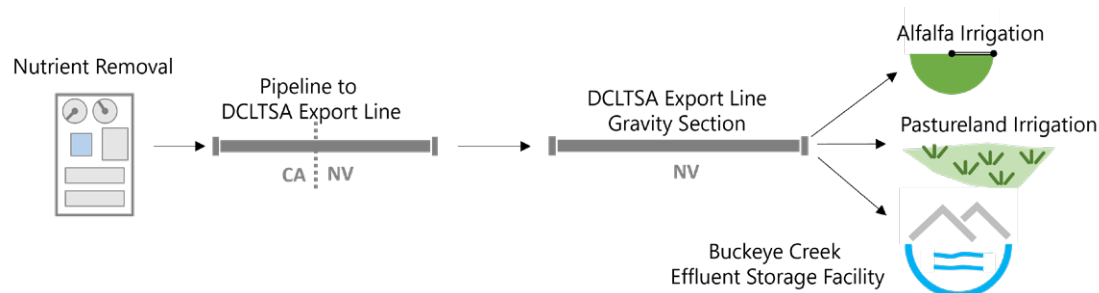 Nutrient Removal
Pipeline to
DCLTSA Export Line
CA
NV
DCLTSA Export Line
Gravity Section
NV
Alfalfa Irrigation
Pastureland Irrigation
Buckeye Creek
Effluent Storage Facility